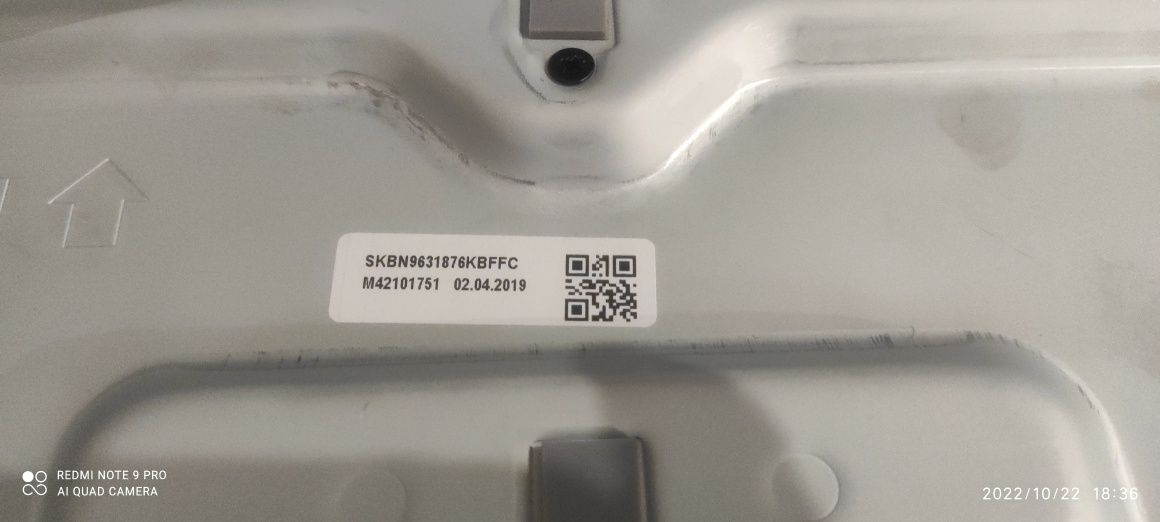 SKBN9631876KBFFC
M42101751 02.04.2019
REDMI NOTE 9 PRO
AI QUAD CAMERA
2022/10/22 18:36